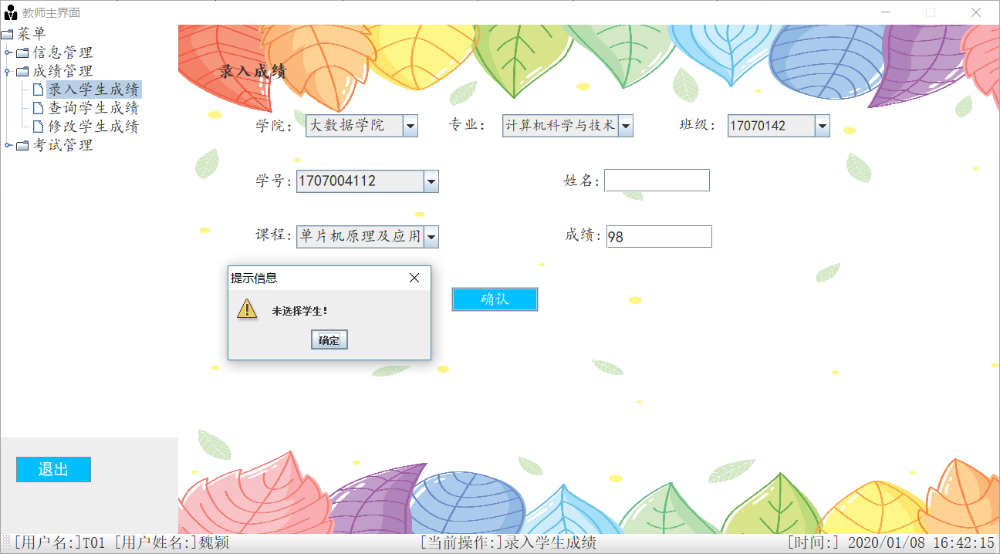 教师主界面
菜单
信息管理
成绩管理
录入学生成绩
查询学生成绩
修改学生成绩
考试管理
录入成绩
学院: 大数据学院 专业: 计算机科学与技术 班级: 17070142
学号: 1707004112 姓名:
课程: 单片机原理及应用 成绩: 98
提示信息
未选择学生!
确定
确认
退出
[用户名:]T01 [用户姓名:]魏颖 [当前操作:]录入学生成绩 [时间:] 2020/01/08 16:42:15